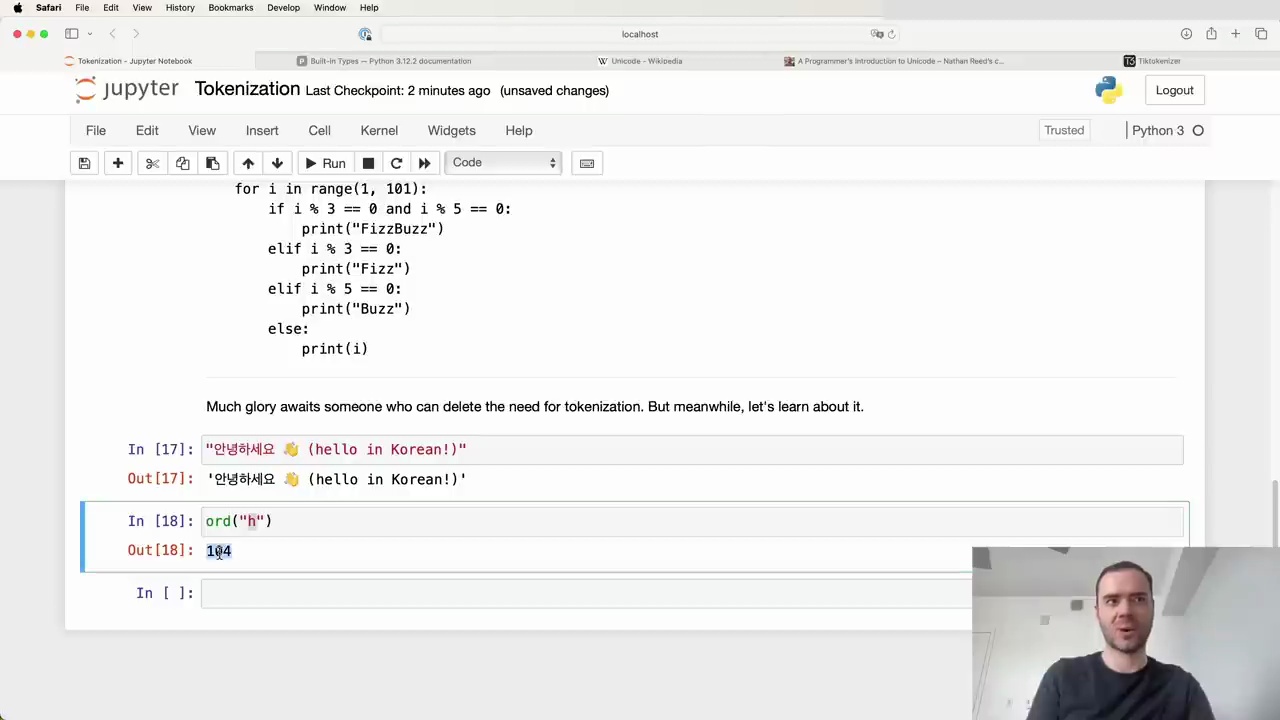 Safari File Edit View History Bookmarks Develop Window Help
localhost
Tokenization - Jupyter Notebook
Built-in Types — Python 3.12.2 documentation
Unicode - Wikipedia
A Programmer's Introduction to Unicode – Nathan Reed's c...
Tiktokenizer
jupyter Tokenization Last Checkpoint: 2 minutes ago (unsaved changes)
Logout
File Edit View Insert Cell Kernel Widgets Help
Trusted
Python 3
Run
Code
for i in range(1, 101):
if i % 3 == 0 and i % 5 == 0:
print("FizzBuzz")
elif i % 3 == 0:
print("Fizz")
elif i % 5 == 0:
print("Buzz")
else:
print(i)
Much glory awaits someone who can delete the need for tokenization. But meanwhile, let's learn about it.
In [17]: "안녕하세요 👋 (hello in Korean!)"
Out[17]: '안녕하세요 👋 (hello in Korean!)'
In [18]: ord("h")
Out[18]: 104
In [ ]: